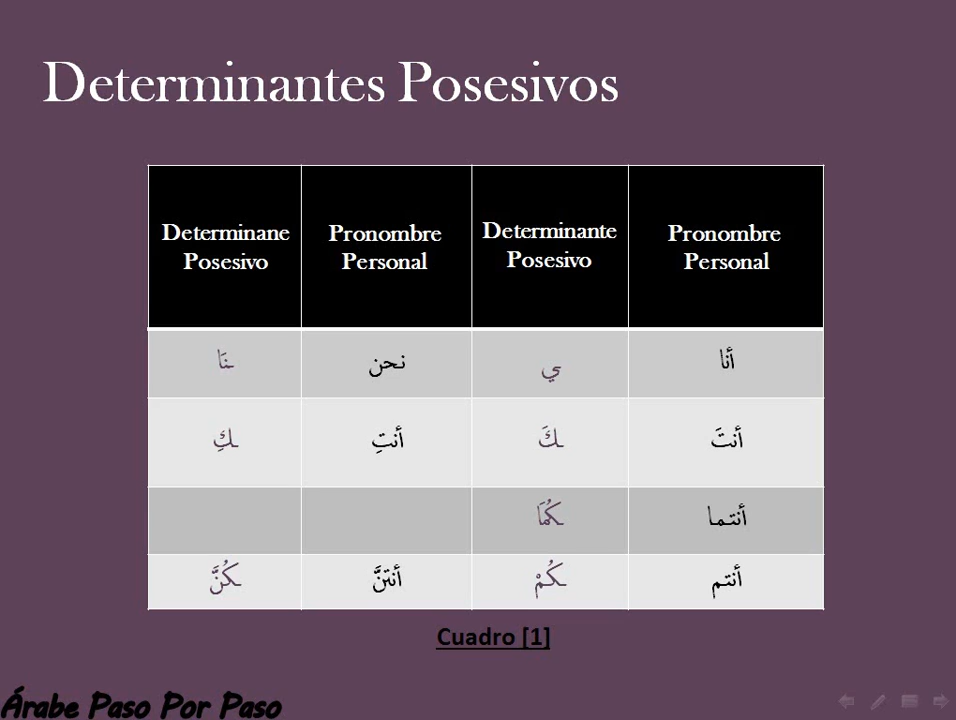 Determinantes Posesivos
Determinane Posesivo	Pronombre Personal	Determinante Posesivo	Pronombre Personal
ـنَا	نحن	ي	أنا
ـكِ	أنتِ	ـكَ	أنتَ
ـكُمَا	أنتما
ـكُنَّ	أنتنَّ	ـكُمْ	أنتم
Cuadro [1]
Árabe Paso Por Paso